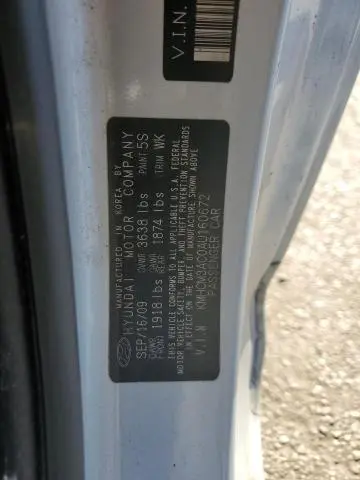 V.I.N.
MANUFACTURED IN KOREA BY
HYUNDAI MOTOR COMPANY
SEP/16/09 GVWR 3638 lbs PAINT 5S
GAWR FRONT 1918 lbs GAWR REAR 1874 lbs TRIM WK
THIS VEHICLE CONFORMS TO ALL APPLICABLE U.S.A. FEDERAL
MOTOR VEHICLE SAFETY, BUMPER, AND THEFT PREVENTION STANDARDS
IN EFFECT ON THE DATE OF MANUFACTURE SHOWN ABOVE.
V.I.N KMHCN3AC03U160672
PASSENGER CAR